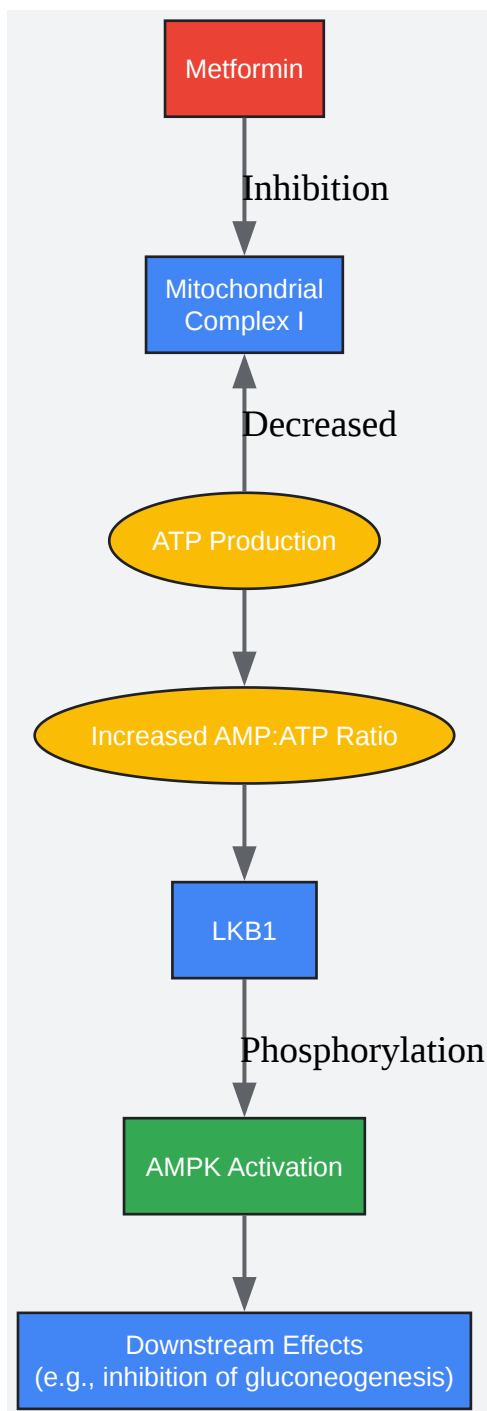 Metformin
Inhibition
Mitochondrial
Complex I
Decreased
ATP Production
Increased AMP:ATP Ratio
LKB1
Phosphorylation
AMPK Activation
Downstream Effects
(e.g., inhibition of gluconeogenesis)